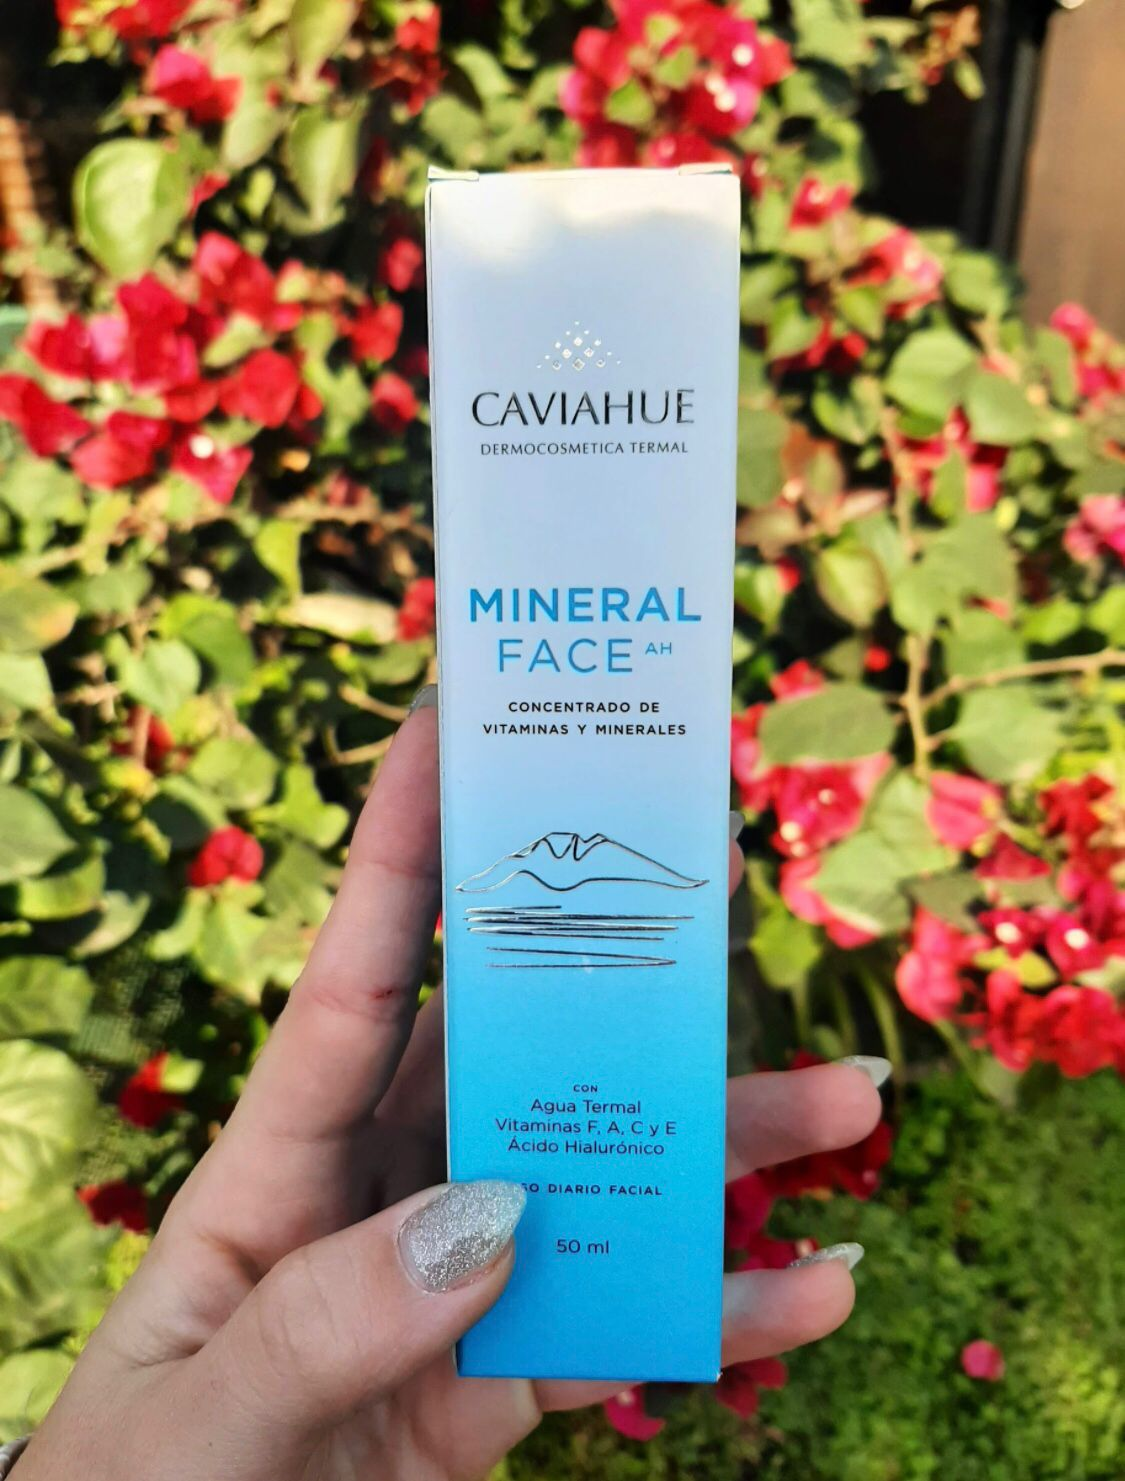 CAVIAHUE
DERMOCOSMETICA TERMAL
MINERAL
FACE AH
CONCENTRADO DE
VITAMINAS Y MINERALES
CON
Agua Termal
Vitaminas F, A, C y E
Ácido Hialurónico
DIARIO FACIAL
50 ml